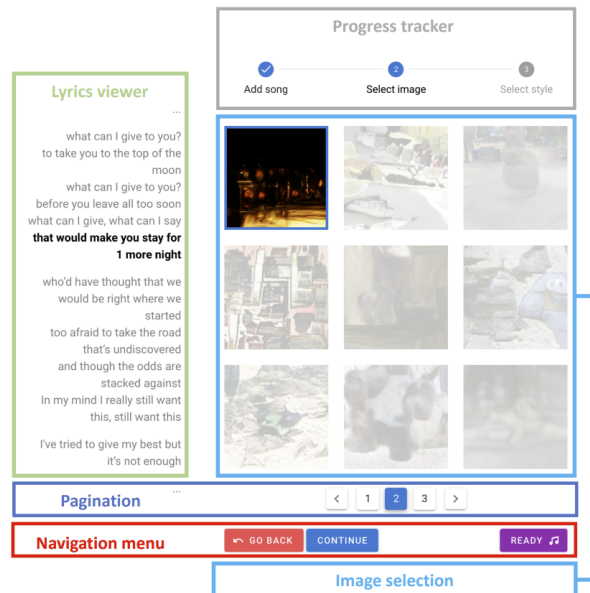 Progress tracker
2
3
Add song
Select image
Select style
Lyrics viewer
...
what can I give to you?
to take you to the top of the
moon
what can I give to you?
before you leave all too soon
what can I give, what can I say
that would make you stay for
1 more night
who'd have thought that we
would be right where we
started
too afraid to take the road
that's undiscovered
and though the odds are
stacked against
In my mind I really still want
this, still want this
I've tried to give my best but
it's not enough
...
Pagination
< 1 2 3 >
Navigation menu
GO BACK
CONTINUE
READY
Image selection